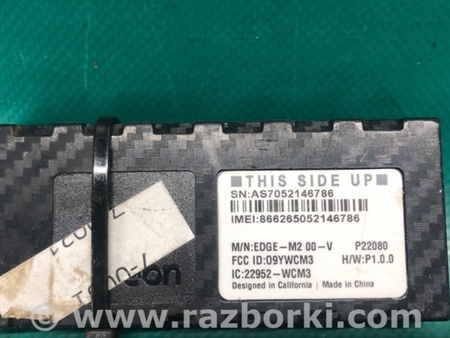 THIS SIDE UP
SN:AS7052146786
IMEI:866265052146786
M/N:EDGE-M2 00-V P22080
FCC ID:09YWCM3 H/W:P1.0.0
IC:22952-WCM3
Designed in California | Made in China
www.razborki.com